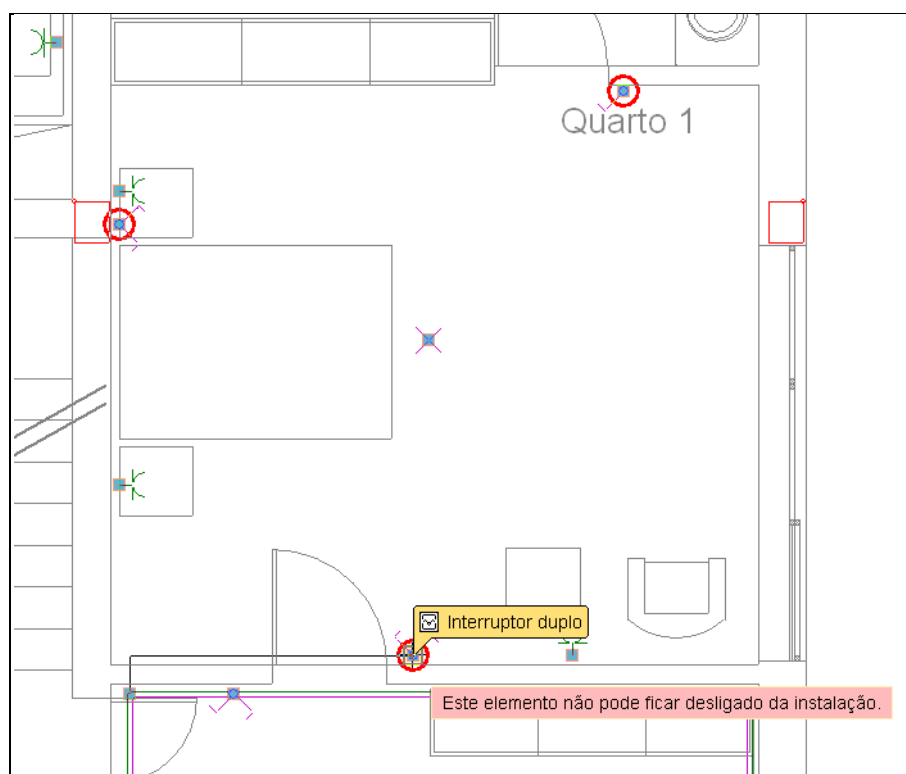 Quarto 1
Interruptor duplo
Este elemento não pode ficar desligado da instalação.